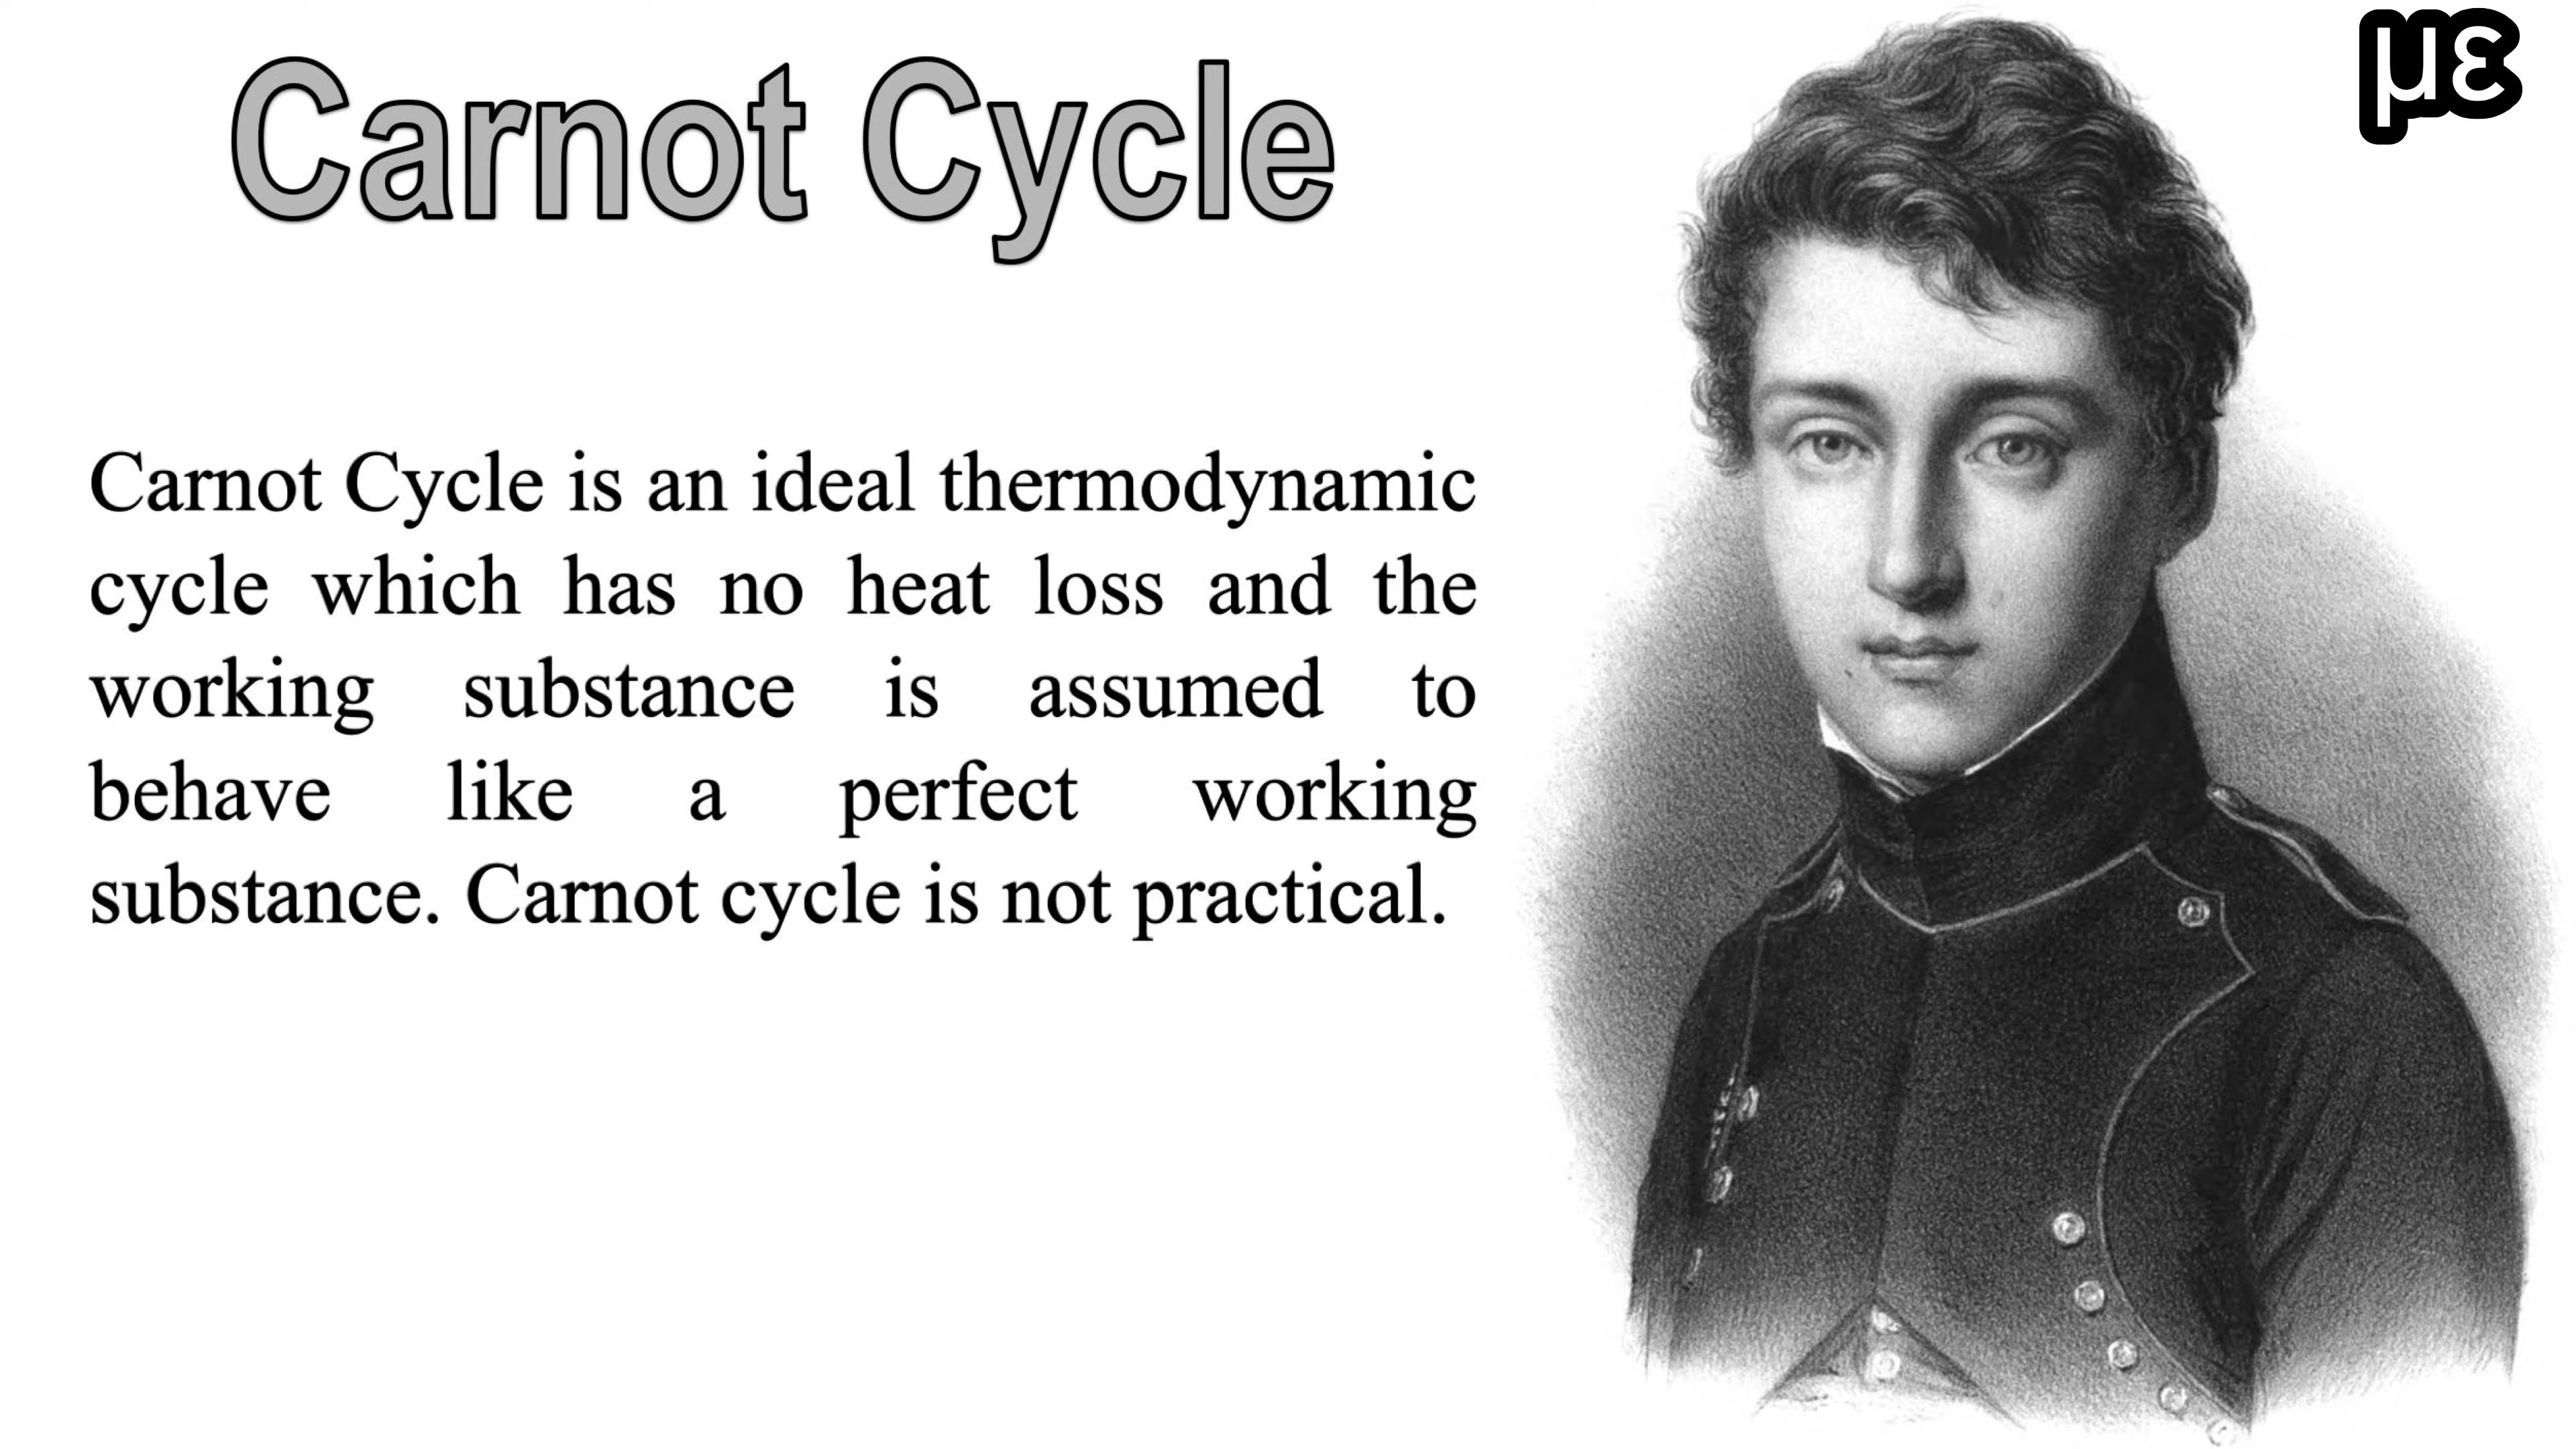 Carnot Cycle
με
Carnot Cycle is an ideal thermodynamic
cycle which has no heat loss and the
working substance is assumed to
behave like a perfect working
substance. Carnot cycle is not practical.